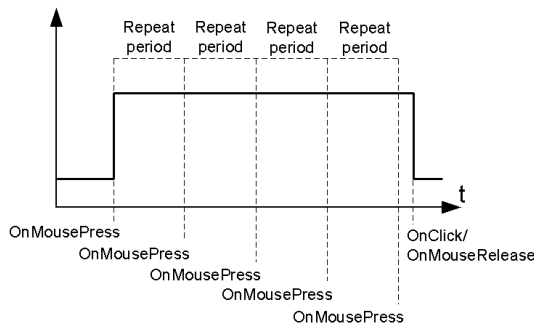 Repeat period
Repeat period
Repeat period
Repeat period
t
OnMousePress
OnMousePress
OnMousePress
OnMousePress
OnMousePress
OnClick/
OnMouseRelease